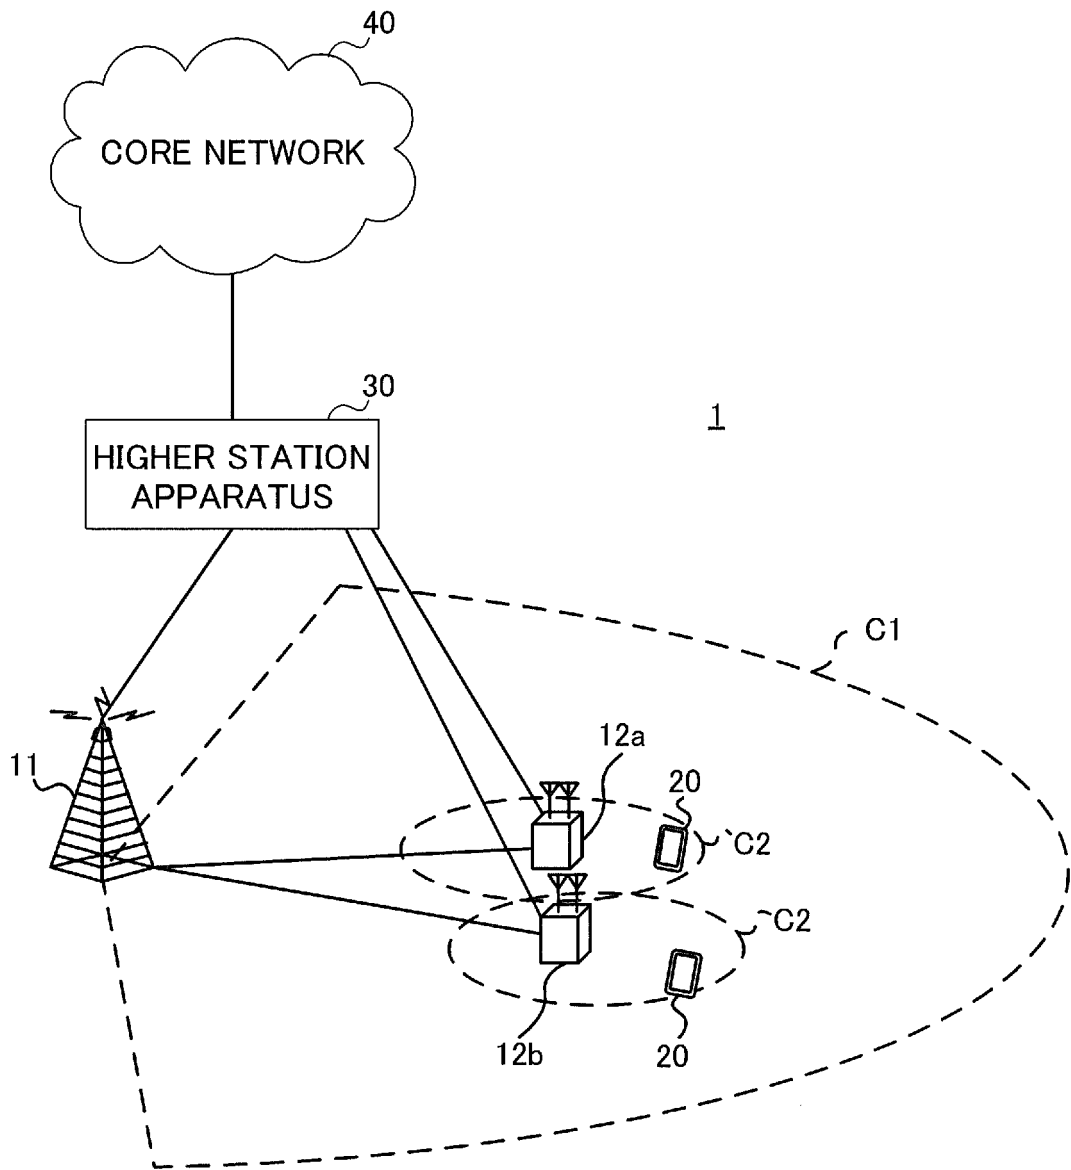 40
CORE NETWORK
30
1
HIGHER STATION
APPARATUS
C1
11
12a
20
C2
C2
12b
20